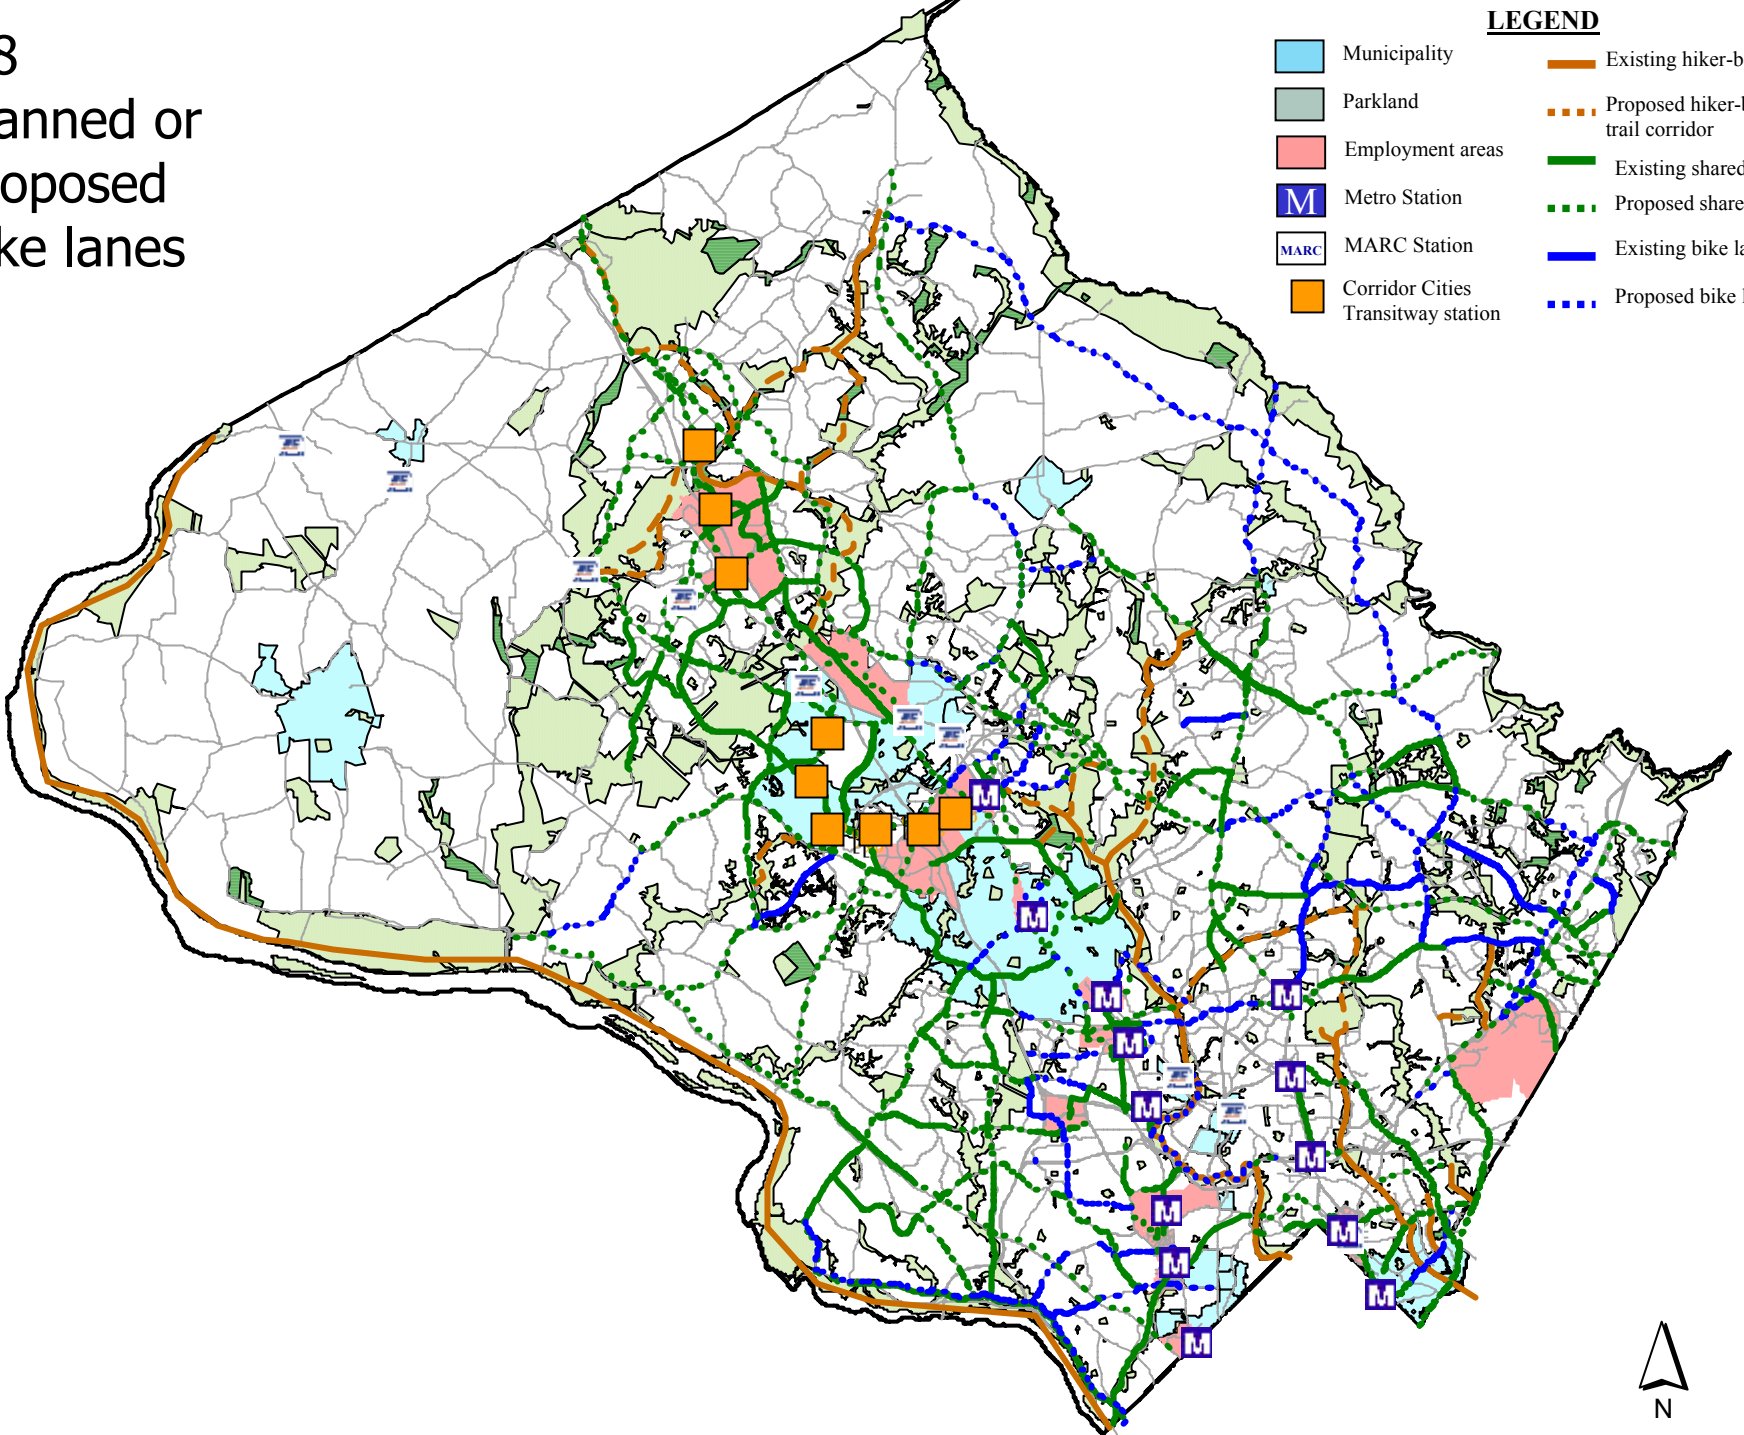 8
anned or
oposed
ke lanes
LEGEND
Municipality
Parkland
Employment areas
M
Metro Station
MARC
MARC Station
Corridor Cities
Transitway station
Existing hiker-b
Proposed hiker-b
trail corridor
Existing shared
Proposed share
Existing bike la
Proposed bike l
M
M
M
M
M
M
M
M
M
M
M
M
M
N